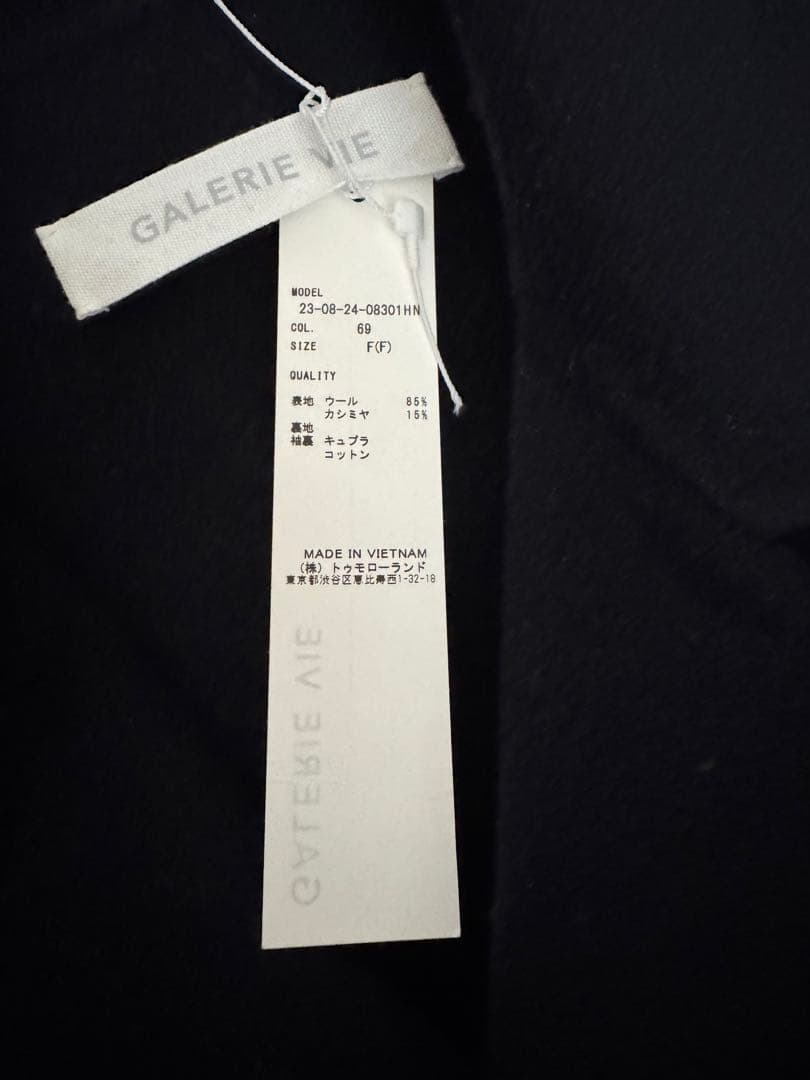 GALERIE VIE
MODEL
23-08-24-08301HN
COL. 69
SIZE F(F)
QUALITY
表地 ウール 85%
カシミヤ 15%
裏地
袖裏 キュプラ
コットン
MADE IN VIETNAM
(株) トゥモローランド
東京都渋谷区恵比寿西1-32-18
GALERIE VIE